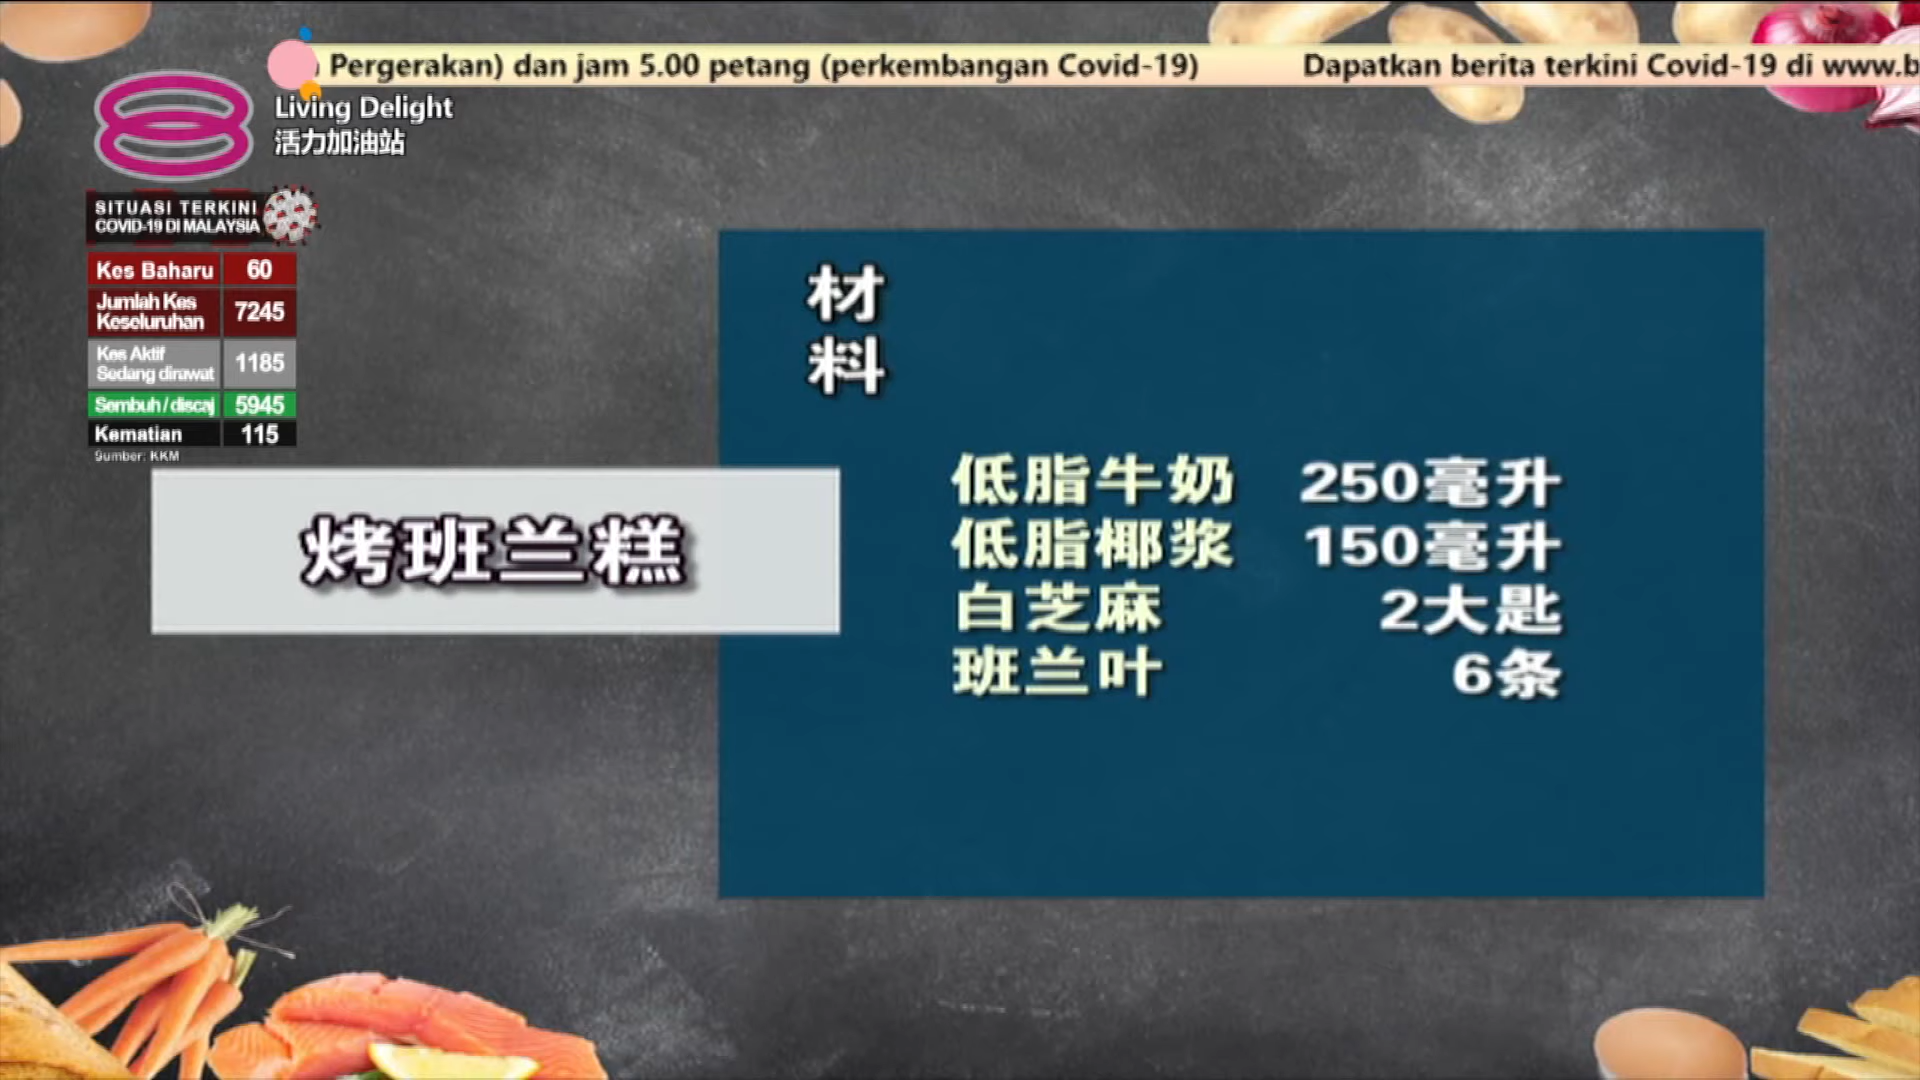 Pergerakan) dan jam 5.00 petang (perkembangan Covid-19) Dapatkan berita terkini Covid-19 di www.b
Living Delight
活力加油站
SITUASI TERKINI
COVID-19 DI MALAYSIA
Kes Baharu 60
Jumlah Kes
Keseluruhan 7245
Kes Aktif
Sedang dirawat 1185
Sembuh / discaj 5945
Kematian 115
Sumber: KKM
烤班兰糕
材
料
低脂牛奶 250毫升
低脂椰浆 150毫升
白芝麻 2大匙
班兰叶 6条